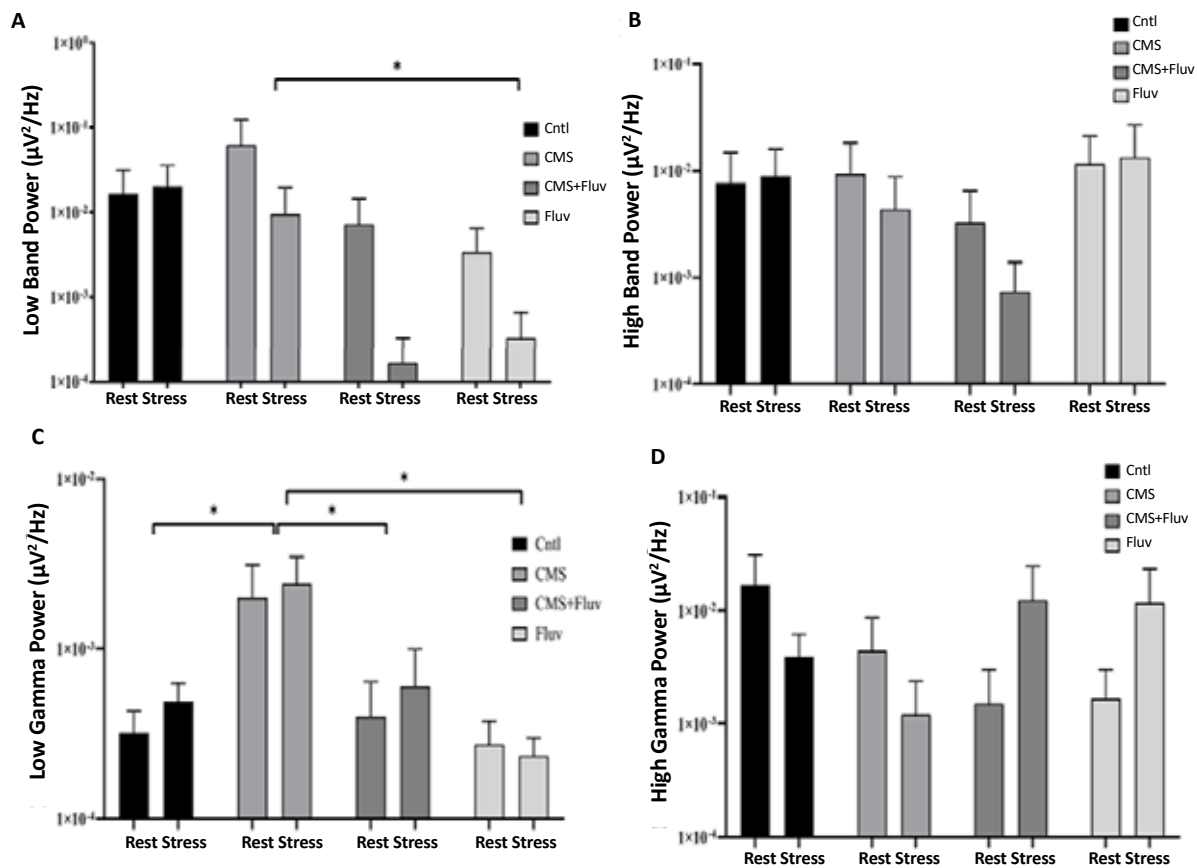 A
Low Band Power (µV²/Hz)
1×10⁰
1×10⁻¹
1×10⁻²
1×10⁻³
1×10⁻⁴
*
Cntl
CMS
CMS+Fluv
Fluv
Rest Stress Rest Stress Rest Stress Rest Stress
B
High Band Power (µV²/Hz)
1×10⁻¹
1×10⁻²
1×10⁻³
1×10⁻⁴
Cntl
CMS
CMS+Fluv
Fluv
Rest Stress Rest Stress Rest Stress Rest Stress
C
Low Gamma Power (µV²/Hz)
1×10⁻²
1×10⁻³
1×10⁻⁴
* * *
Cntl
CMS
CMS+Fluv
Fluv
Rest Stress Rest Stress Rest Stress Rest Stress
D
High Gamma Power (µV²/Hz)
1×10⁻¹
1×10⁻²
1×10⁻³
1×10⁻⁴
Cntl
CMS
CMS+Fluv
Fluv
Rest Stress Rest Stress Rest Stress Rest Stress